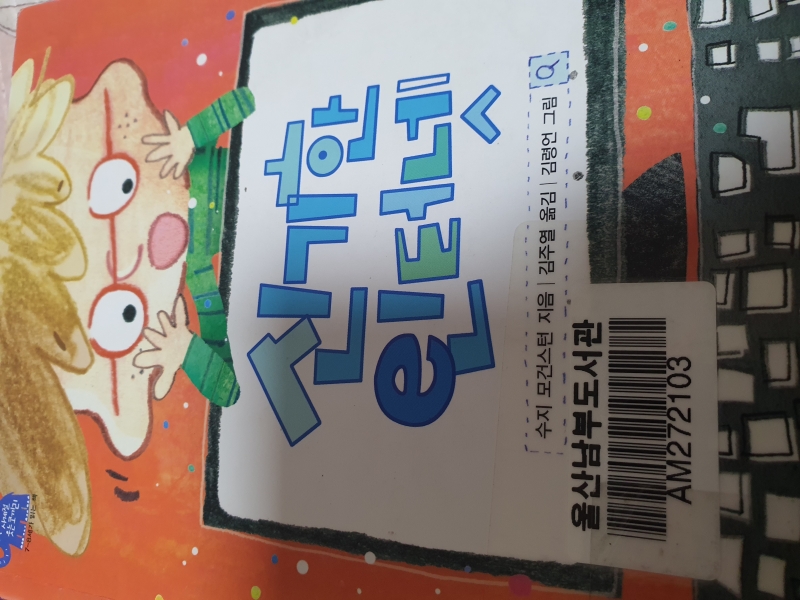 신기한
인터넷
수지 모건스턴 지음 | 김주열 옮김 | 김령언 그림
울산남부도서관
AM272103